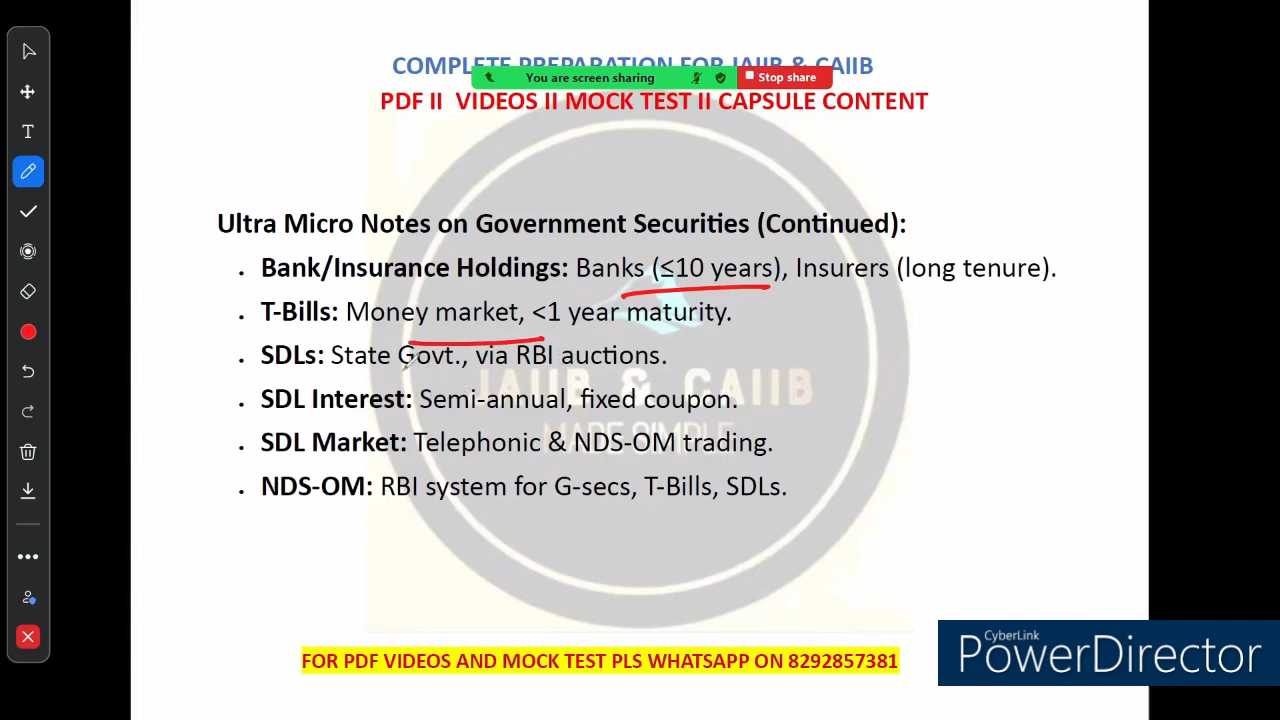 COMPLETE PREPARATION FOR JAIIB & CAIIB
You are screen sharing
Stop share
PDF II VIDEOS II MOCK TEST II CAPSULE CONTENT
Ultra Micro Notes on Government Securities (Continued):
• Bank/Insurance Holdings: Banks (≤10 years), Insurers (long tenure).
• T-Bills: Money market, <1 year maturity.
• SDLs: State Govt., via RBI auctions.
• SDL Interest: Semi-annual, fixed coupon.
• SDL Market: Telephonic & NDS-OM trading.
• NDS-OM: RBI system for G-secs, T-Bills, SDLs.
JAIIB & CAIIB
MADE SIMPLE
FOR PDF VIDEOS AND MOCK TEST PLS WHATSAPP ON 8292857381
CyberLink
PowerDirector
T